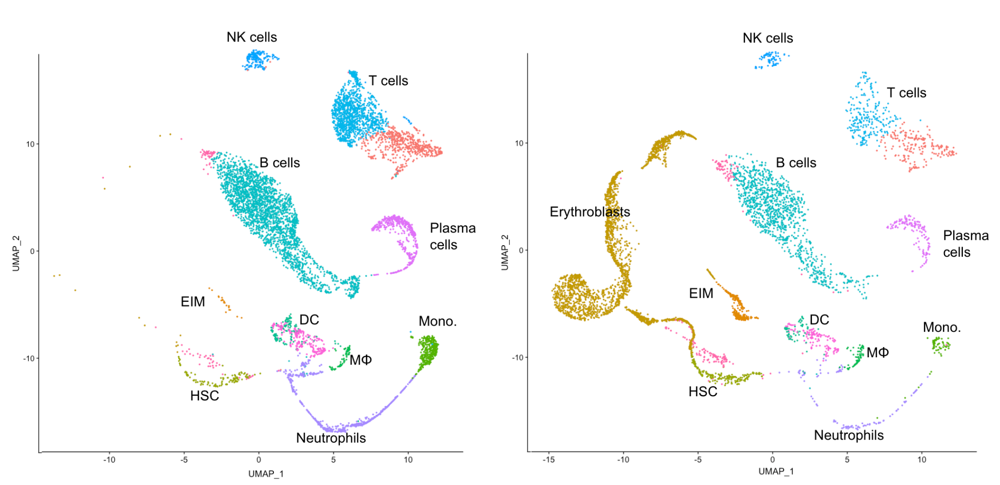 NK cells
T cells
B cells
Plasma
cells
EIM
DC
Mono.
MΦ
HSC
Neutrophils
UMAP_2
10
0
-10
-10
-5
0
5
10
UMAP_1
NK cells
T cells
B cells
Erythroblasts
Plasma
cells
EIM
DC
Mono.
MΦ
HSC
Neutrophils
UMAP_2
10
0
-10
-15
-10
-5
0
5
10
UMAP_1